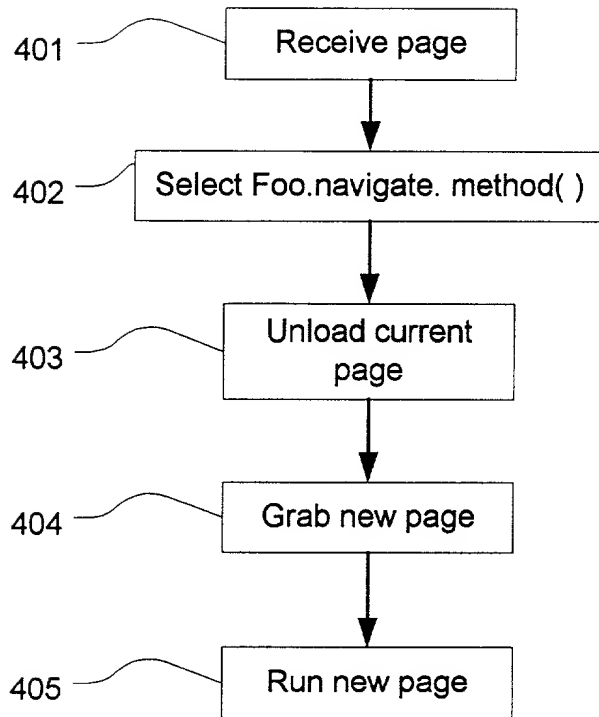 401
Receive page
402
Select Foo.navigate. method( )
403
Unload current
page
404
Grab new page
405
Run new page